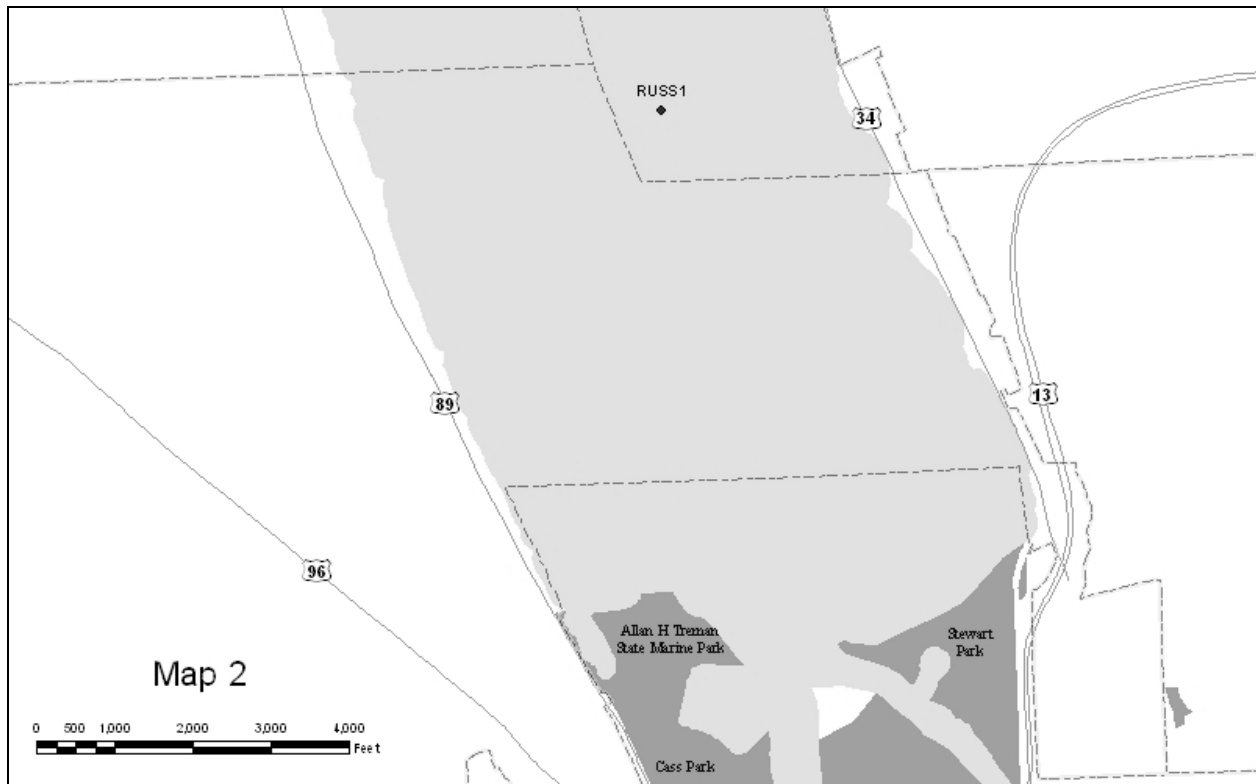 RUSS1
34
89
13
96
Allan H Treman
State Marine Park
Stewart
Park
Map 2
0 500 1,000 2,000 3,000 4,000
Feet
Cass Park